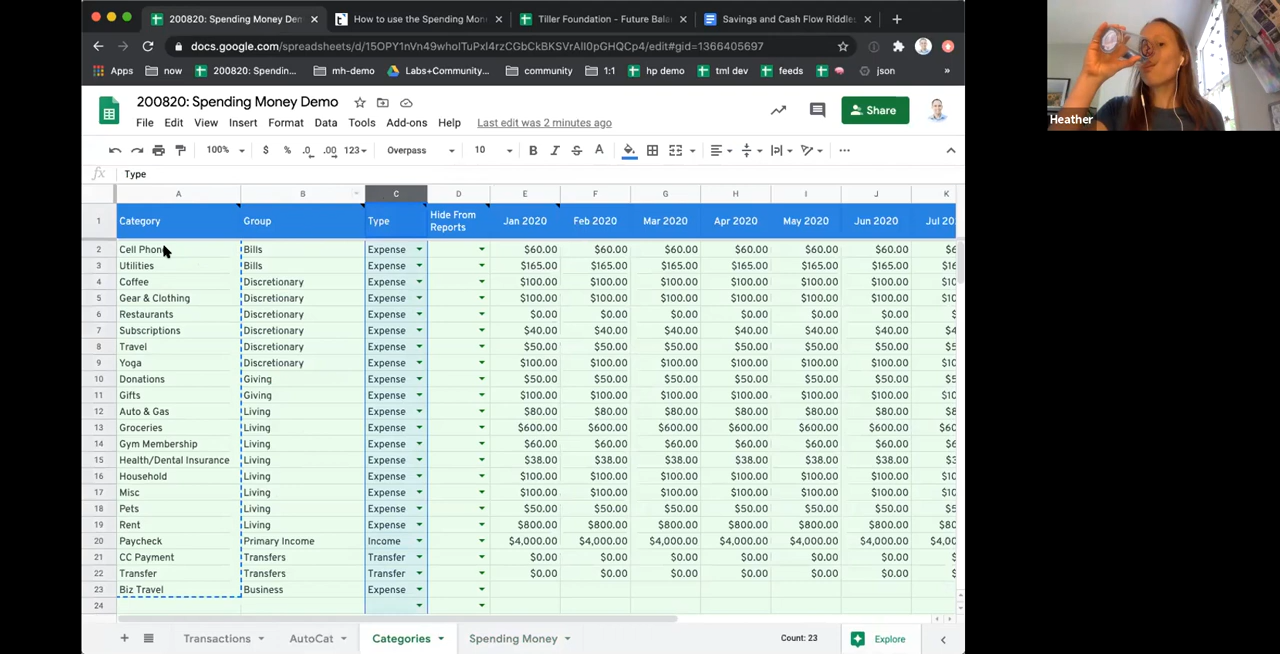 200820: Spending Money Den
How to use the Spending Mon
Tiller Foundation - Future Bala
Savings and Cash Flow Riddles
docs.google.com/spreadsheets/d/15OPY1nVn49wholTuPxl4rzCGbCkBKSVrAll0pGHQCp4/edit#gid=1366405697
Apps now 200820: Spendin... mh-demo Labs+Community... community 1:1 hp demo tml dev feeds json »
Heather
200820: Spending Money Demo
File Edit View Insert Format Data Tools Add-ons Help Last edit was 2 minutes ago
Share
100% $ % .0 .00 123 Overpass 10 B I S A
fx Type
A B C D E F G H I J K
1 Category Group Type Hide From Reports Jan 2020 Feb 2020 Mar 2020 Apr 2020 May 2020 Jun 2020 Jul 20
2 Cell Phone Bills Expense $60.00 $60.00 $60.00 $60.00 $60.00 $60.00 $6
3 Utilities Bills Expense $165.00 $165.00 $165.00 $165.00 $165.00 $165.00 $16
4 Coffee Discretionary Expense $100.00 $100.00 $100.00 $100.00 $100.00 $100.00 $10
5 Gear & Clothing Discretionary Expense $100.00 $100.00 $100.00 $100.00 $100.00 $100.00 $10
6 Restaurants Discretionary Expense $0.00 $0.00 $0.00 $0.00 $0.00 $0.00 $
7 Subscriptions Discretionary Expense $40.00 $40.00 $40.00 $40.00 $40.00 $40.00 $4
8 Travel Discretionary Expense $50.00 $50.00 $50.00 $50.00 $50.00 $50.00 $5
9 Yoga Discretionary Expense $100.00 $100.00 $100.00 $100.00 $100.00 $100.00 $10
10 Donations Giving Expense $50.00 $50.00 $50.00 $50.00 $50.00 $50.00 $5
11 Gifts Giving Expense $100.00 $100.00 $100.00 $100.00 $100.00 $100.00 $10
12 Auto & Gas Living Expense $80.00 $80.00 $80.00 $80.00 $80.00 $80.00 $8
13 Groceries Living Expense $600.00 $600.00 $600.00 $600.00 $600.00 $600.00 $60
14 Gym Membership Living Expense $60.00 $60.00 $60.00 $60.00 $60.00 $60.00 $6
15 Health/Dental Insurance Living Expense $38.00 $38.00 $38.00 $38.00 $38.00 $38.00 $3
16 Household Living Expense $100.00 $100.00 $100.00 $100.00 $100.00 $100.00 $10
17 Misc Living Expense $100.00 $100.00 $100.00 $100.00 $100.00 $100.00 $10
18 Pets Living Expense $50.00 $50.00 $50.00 $50.00 $50.00 $50.00 $5
19 Rent Living Expense $800.00 $800.00 $800.00 $800.00 $800.00 $800.00 $80
20 Paycheck Primary Income Income $4,000.00 $4,000.00 $4,000.00 $4,000.00 $4,000.00 $4,000.00 $4,00
21 CC Payment Transfers Transfer $0.00 $0.00 $0.00 $0.00 $0.00 $0.00 $
22 Transfer Transfers Transfer $0.00 $0.00 $0.00 $0.00 $0.00 $0.00 $
23 Biz Travel Business Expense
24
Transactions AutoCat Categories Spending Money Count: 23 Explore